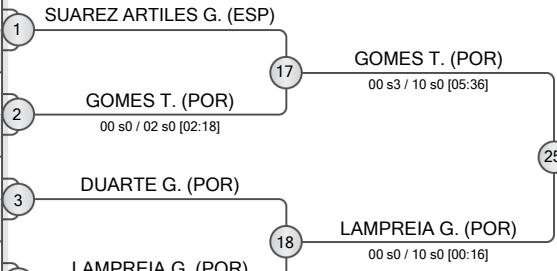 1
SUAREZ ARTILES G. (ESP)
17
GOMES T. (POR)
00 s3 / 10 s0 [05:36]
2
GOMES T. (POR)
00 s0 / 02 s0 [02:18]
25
3
DUARTE G. (POR)
18
LAMPREIA G. (POR)
00 s0 / 10 s0 [00:16]
LAMPREIA G. (POR)